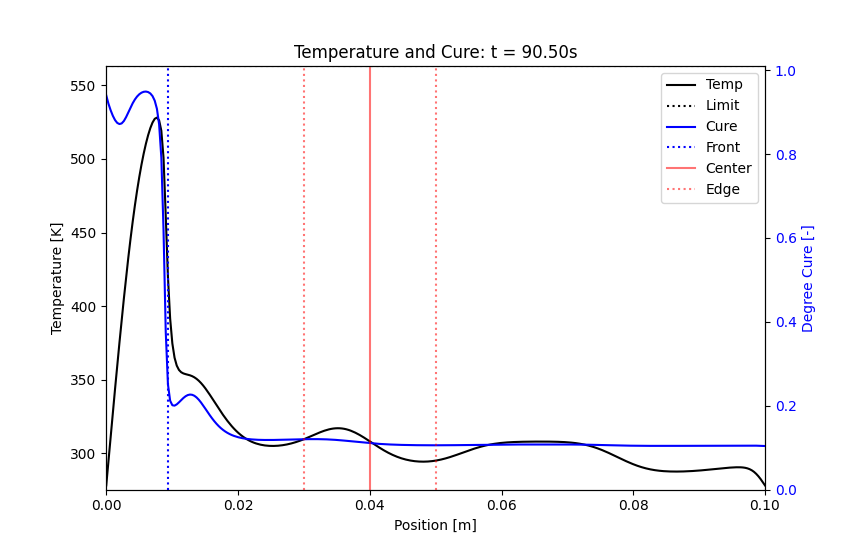 Temperature and Cure: t = 90.50s
Temp
Limit
Cure
Front
Center
Edge
550
500
450
400
350
300
Temperature [K]
1.0
0.8
0.6
0.4
0.2
0.0
Degree Cure [-]
0.00 0.02 0.04 0.06 0.08 0.10
Position [m]